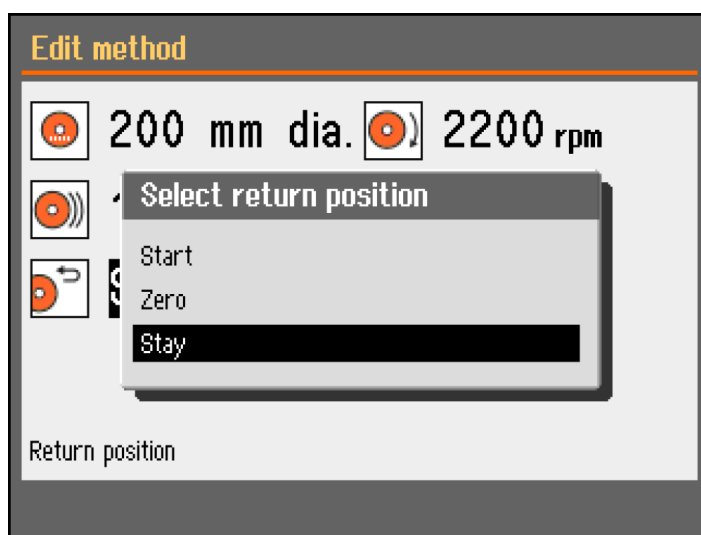 Edit method
200 mm dia. 2200 rpm
Select return position
Start
Zero
Stay
Return position